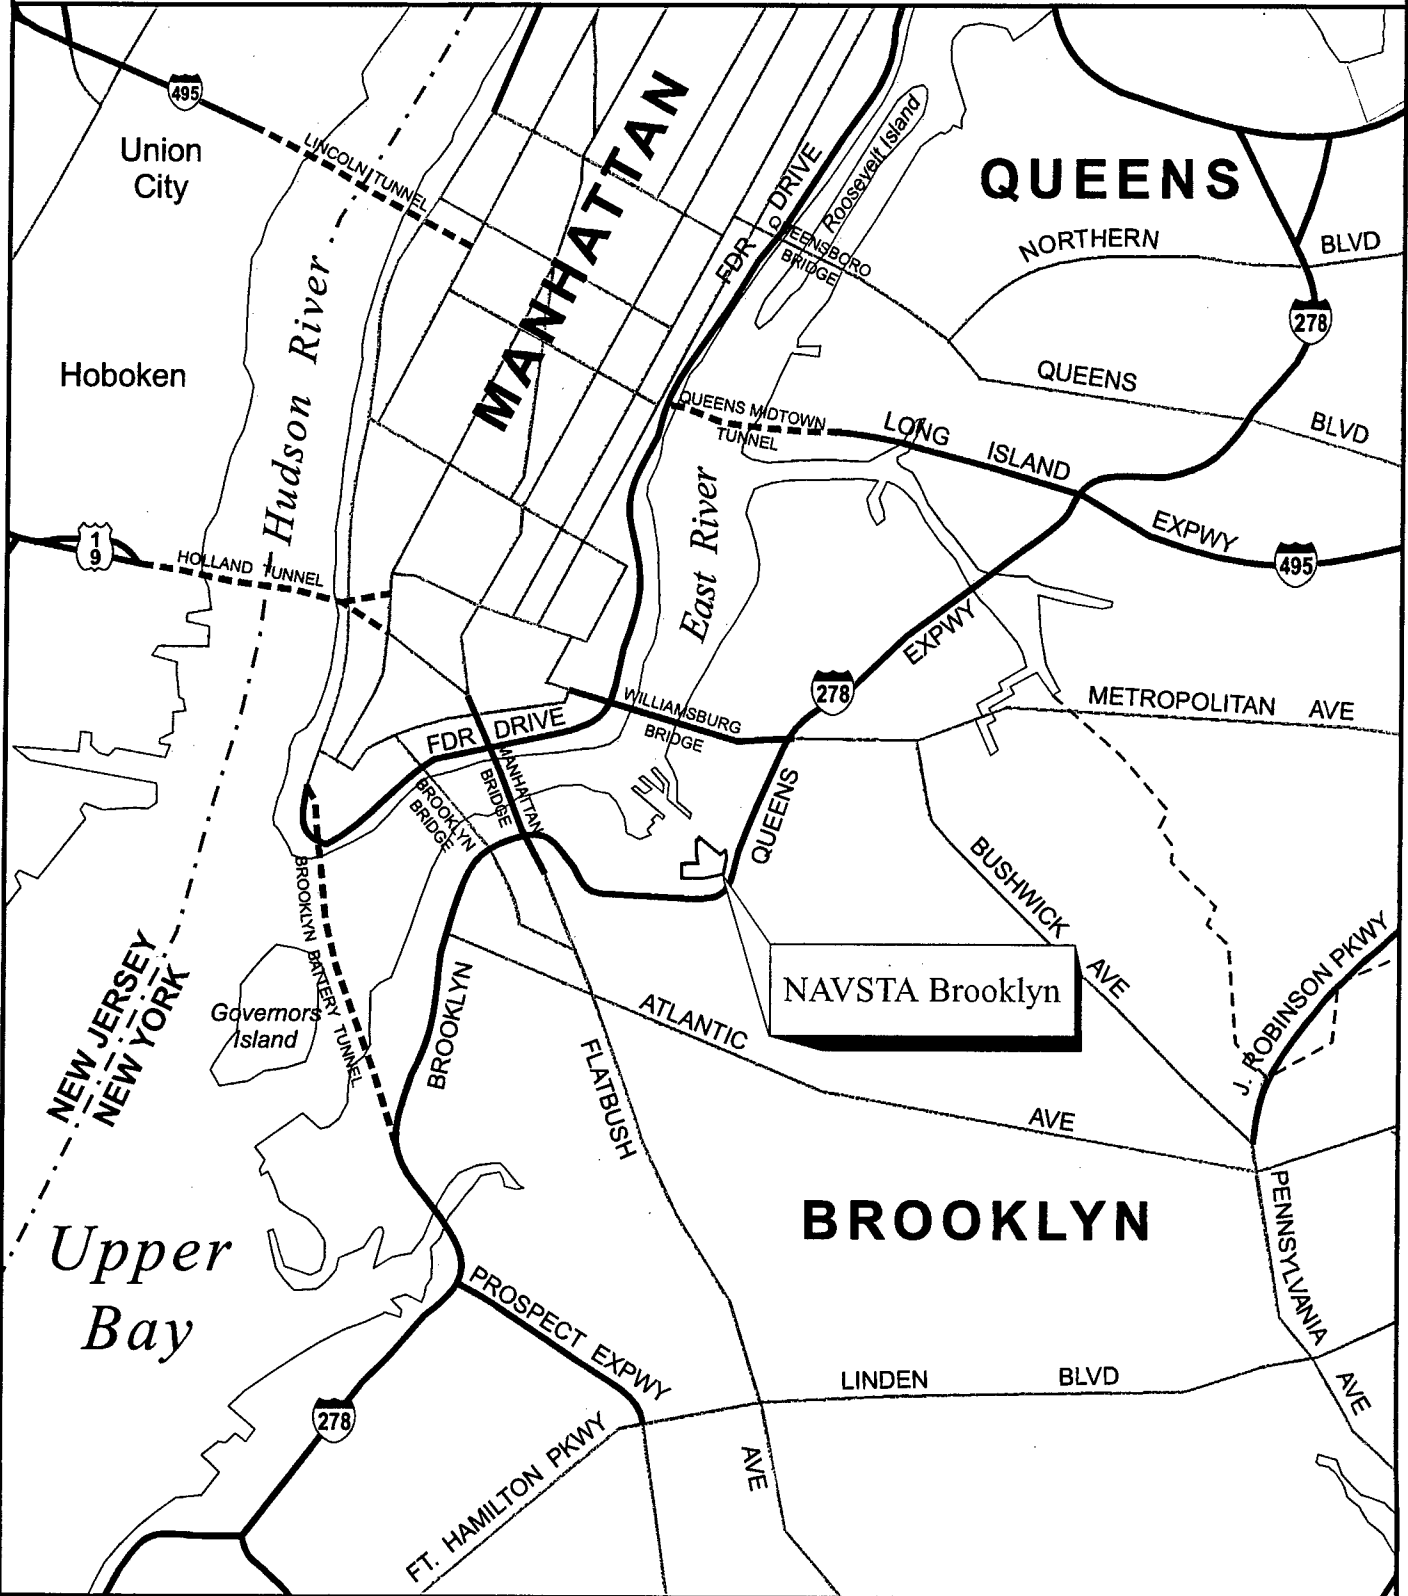 495
Union
City
LINCOLN TUNNEL
MANHATTAN
FDR DRIVE
Roosevelt Island
QUEENSBORO
BRIDGE
QUEENS
NORTHERN BLVD
278
Hudson River
Hoboken
QUEENS BLVD
QUEENS MIDTOWN
TUNNEL
LONG ISLAND EXPWY
495
1
9
HOLLAND TUNNEL
East River
EXPWY
278
METROPOLITAN AVE
WILLIAMSBURG
BRIDGE
FDR DRIVE
MANHATTAN
BRIDGE
BROOKLYN
BRIDGE
QUEENS
BUSHWICK AVE
BROOKLYN BATTERY TUNNEL
NEW JERSEY
NEW YORK
Governors
Island
BROOKLYN
NAVSTA Brooklyn
ATLANTIC AVE
J. ROBINSON PKWY
FLATBUSH AVE
BROOKLYN
PENNSYLVANIA AVE
Upper
Bay
PROSPECT EXPWY
LINDEN BLVD
278
FT. HAMILTON PKWY